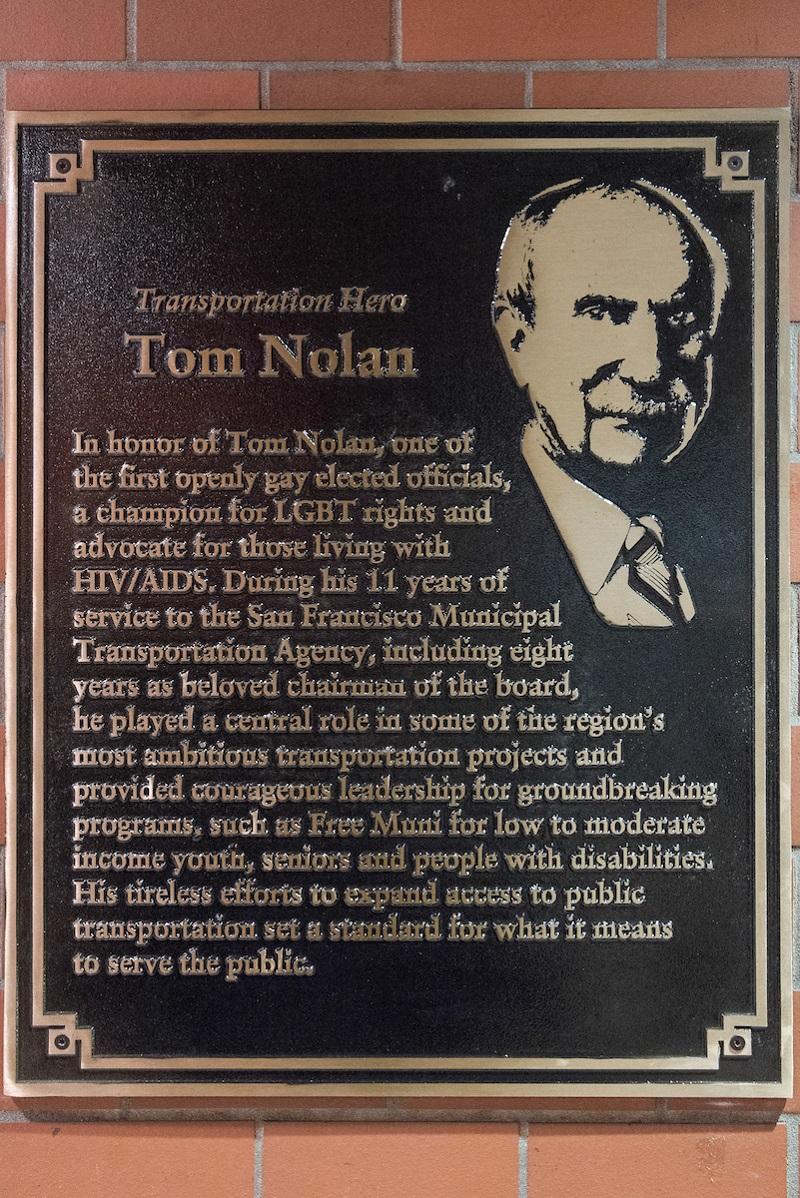 Transportation Hero
Tom Nolan
In honor of Tom Nolan, one of
the first openly gay elected officials,
a champion for LGBT rights and
advocate for those living with
HIV/AIDS. During his 11 years of
service to the San Francisco Municipal
Transportation Agency, including eight
years as beloved chairman of the board,
he played a central role in some of the region's
most ambitious transportation projects and
provided courageous leadership for groundbreaking
programs, such as Free Muni for low to moderate
income youth, seniors and people with disabilities.
His tireless efforts to expand access to public
transportation set a standard for what it means
to serve the public.